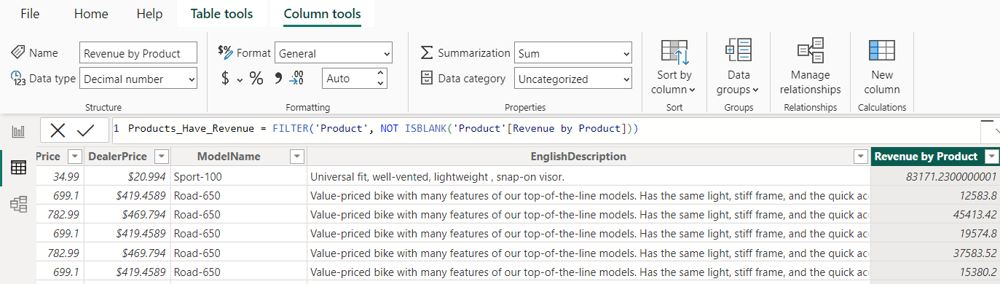 File Home Help Table tools Column tools
Name Revenue by Product $% Format General Σ Summarization Sum
Data type Decimal number $ % , .00 Auto Data category Uncategorized
Sort by column Data groups Manage relationships New column
Structure Formatting Properties Sort Groups Relationships Calculations
1 Products_Have_Revenue = FILTER('Product', NOT ISBLANK('Product'[Revenue by Product]))
Price DealerPrice ModelName EnglishDescription Revenue by Product
34.99 $20.994 Sport-100 Universal fit, well-vented, lightweight , snap-on visor. 83171.2300000001
699.1 $419.4589 Road-650 Value-priced bike with many features of our top-of-the-line models. Has the same light, stiff frame, and the quick ac 12583.8
782.99 $469.794 Road-650 Value-priced bike with many features of our top-of-the-line models. Has the same light, stiff frame, and the quick ac 45413.42
699.1 $419.4589 Road-650 Value-priced bike with many features of our top-of-the-line models. Has the same light, stiff frame, and the quick ac 19574.8
782.99 $469.794 Road-650 Value-priced bike with many features of our top-of-the-line models. Has the same light, stiff frame, and the quick ac 37583.52
699.1 $419.4589 Road-650 Value-priced bike with many features of our top-of-the-line models. Has the same light, stiff frame, and the quick ac 15380.2